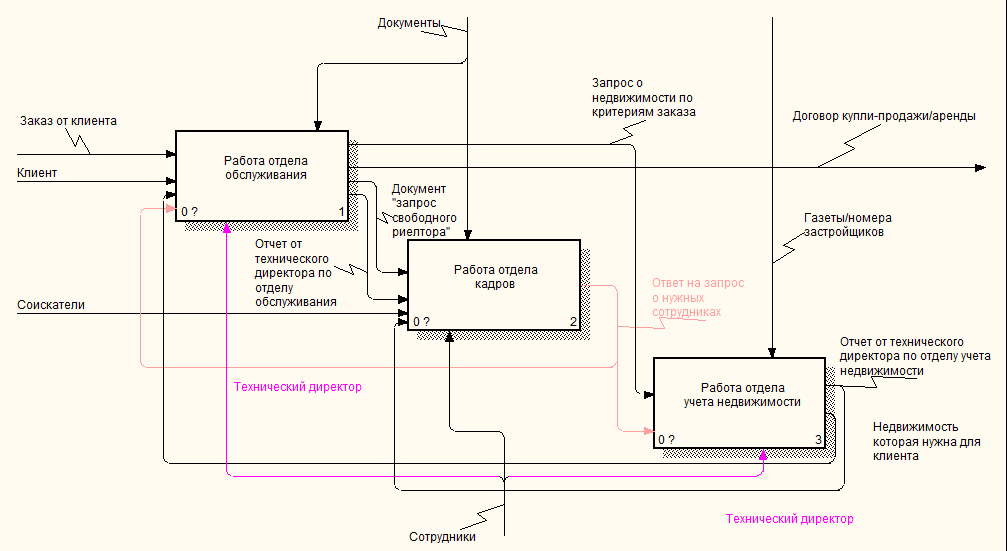 Документы
Запрос о
недвижимости по
критериям заказа
Договор купли-продажи/аренды
Заказ от клиента
Клиент
Работа отдела
обслуживания
0 ?
1
Документ
"запрос
свободного
риелтора"
Газеты/номера
застройщиков
Отчет от
технического
директора по
отделу
обслуживания
Работа отдела
кадров
0 ?
2
Соискатели
Ответ на запрос
о нужных
сотрудниках
Отчет от технического
директора по отделу учета
недвижимости
Технический директор
Работа отдела
учета недвижимости
0 ?
3
Недвижимость
которая нужна для
клиента
Технический директор
Сотрудники